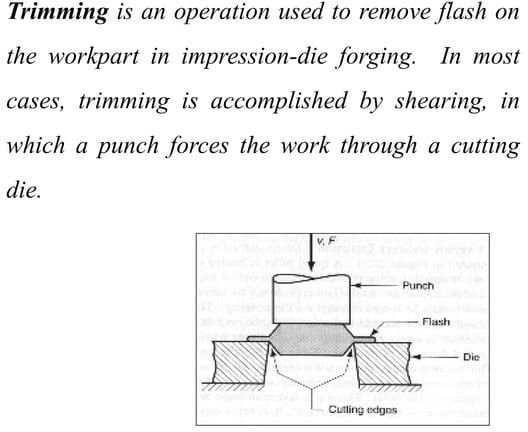 Trimming is an operation used to remove flash on
the workpart in impression-die forging. In most
cases, trimming is accomplished by shearing, in
which a punch forces the work through a cutting
die.
v, F
Punch
Flash
Die
Cutting edges